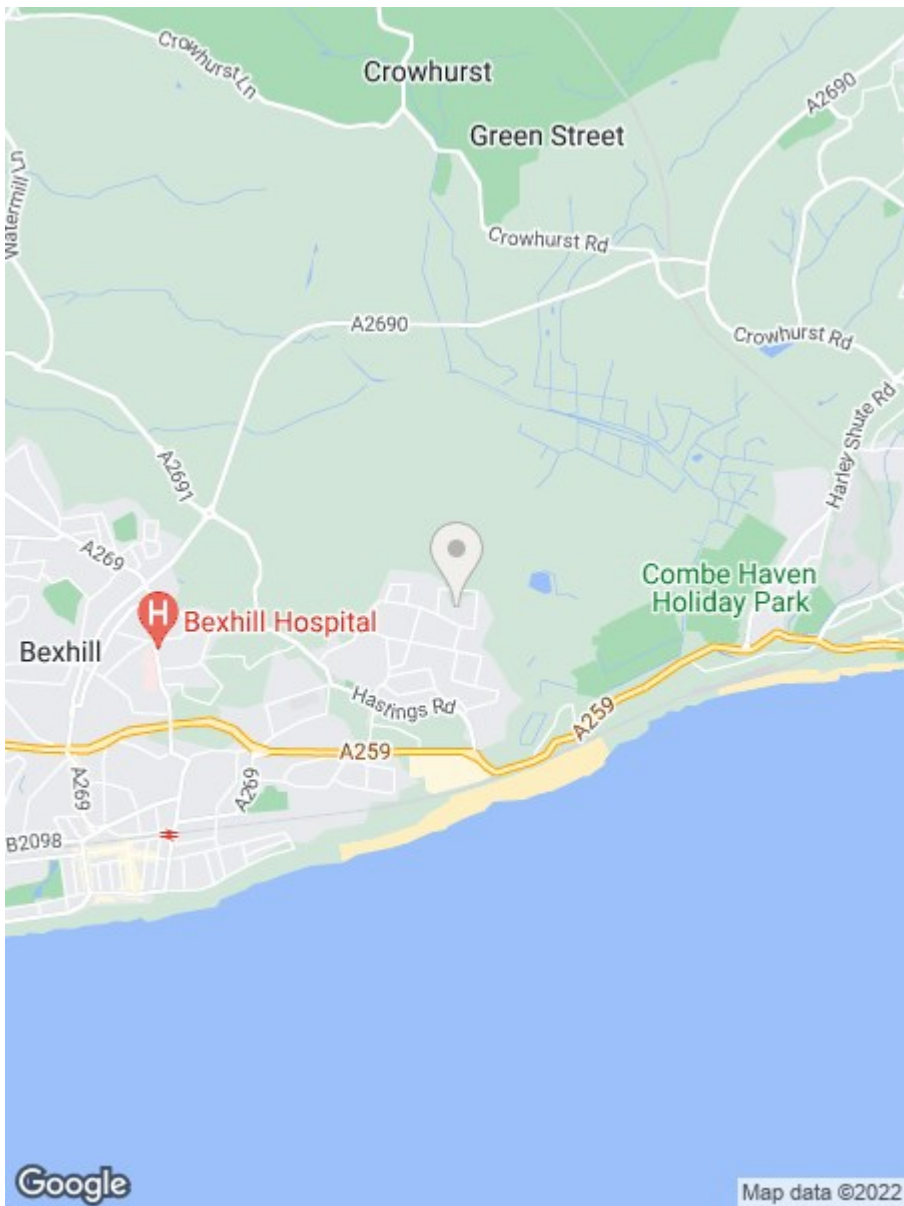 Crowhurst Ln
Crowhurst
A2690
Green Street
Watermill Ln
Crowhurst Rd
A2690
Crowhurst Rd
Harley Shute Rd
A2691
A269
Combe Haven
Holiday Park
H
Bexhill Hospital
Bexhill
Hastings Rd
A259
A259
A269
A269
B2098
Google
Map data ©2022